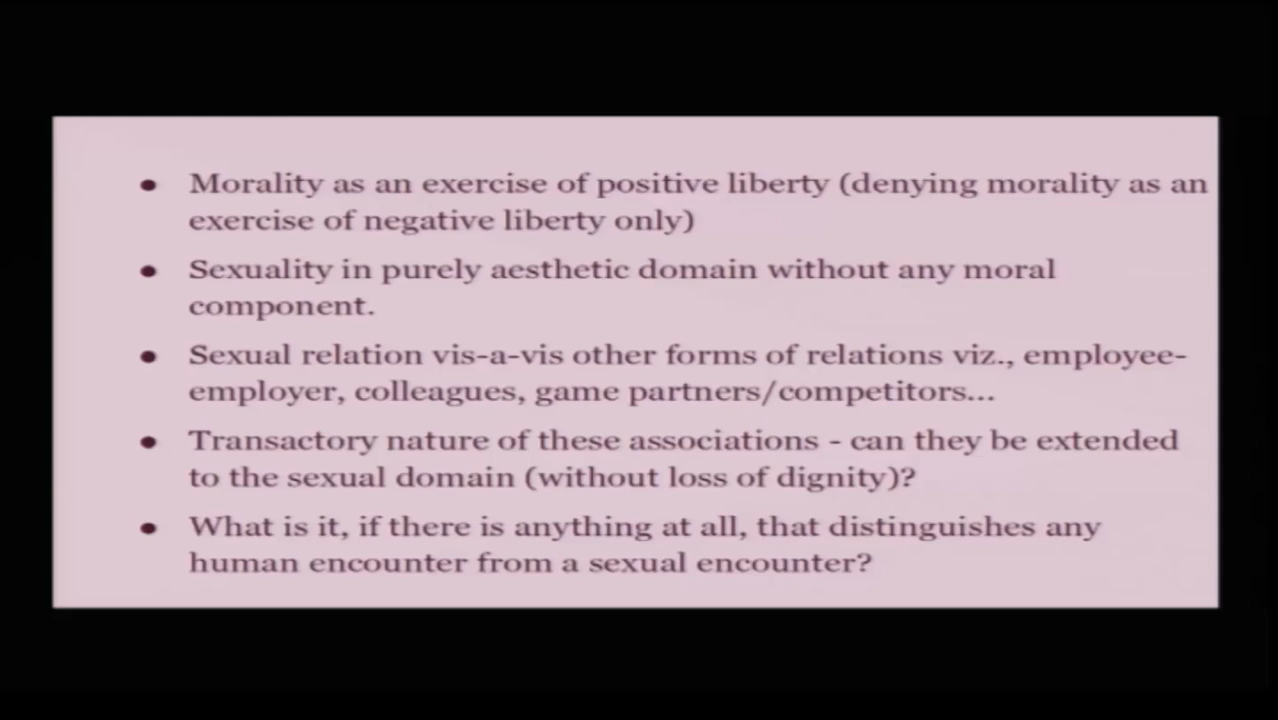 • Morality as an exercise of positive liberty (denying morality as an
exercise of negative liberty only)
• Sexuality in purely aesthetic domain without any moral
component.
• Sexual relation vis-a-vis other forms of relations viz., employee-
employer, colleagues, game partners/competitors...
• Transactory nature of these associations - can they be extended
to the sexual domain (without loss of dignity)?
• What is it, if there is anything at all, that distinguishes any
human encounter from a sexual encounter?